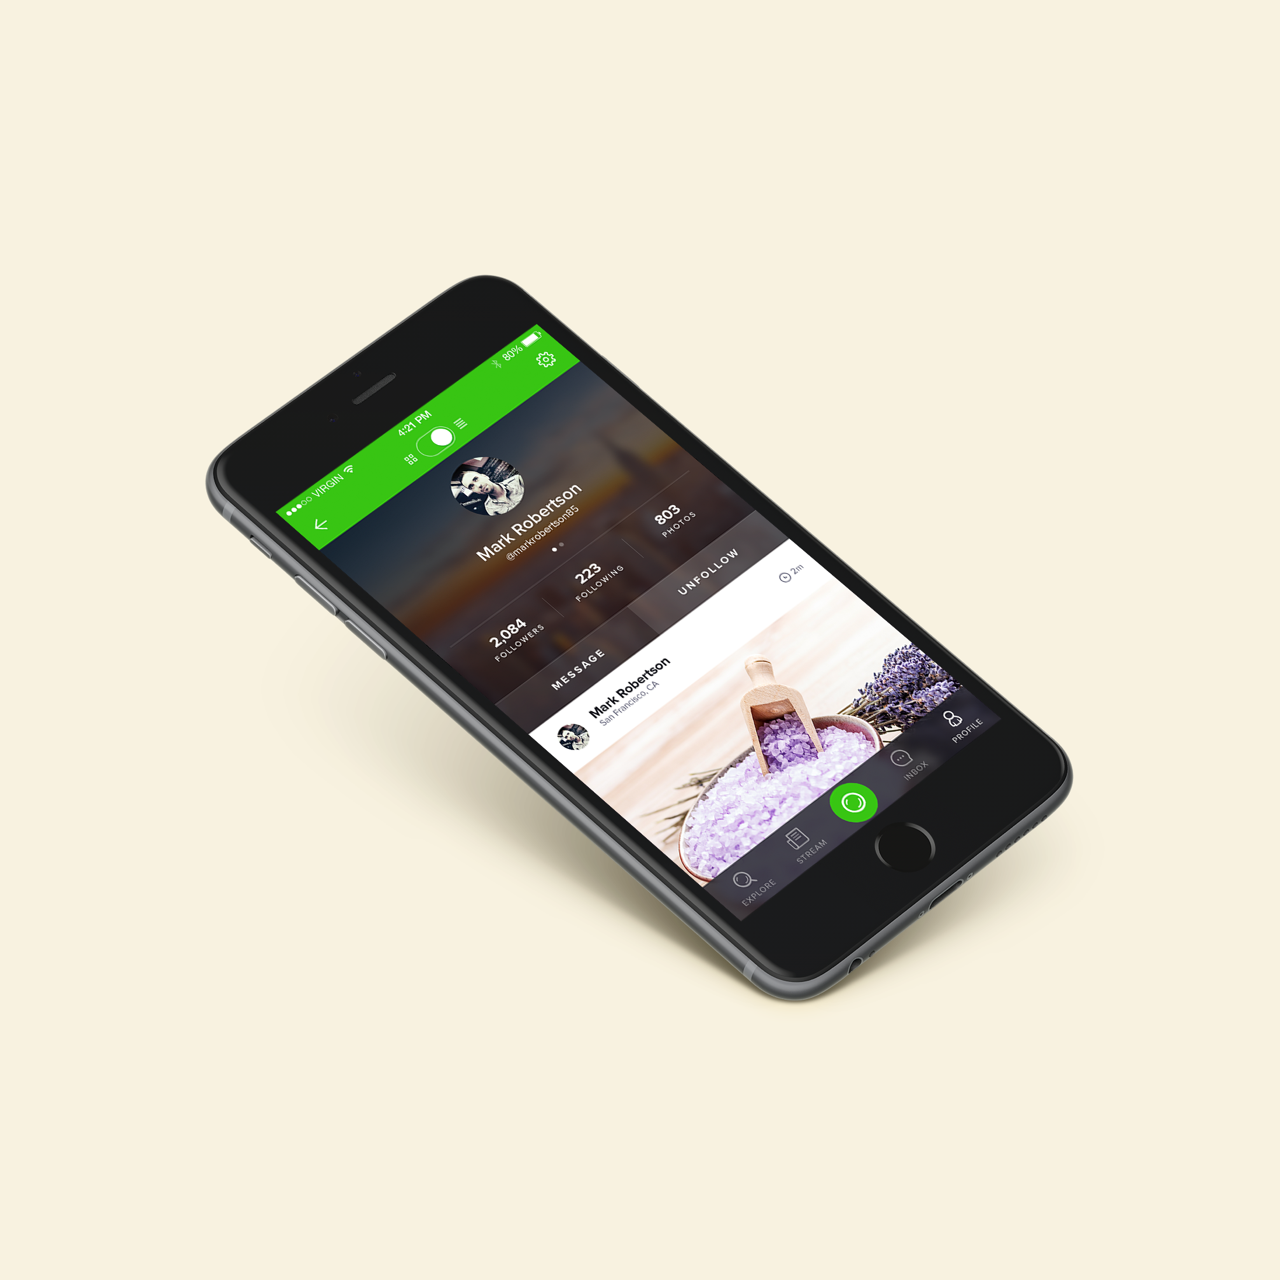 VIRGIN 4:21 PM 80%
Mark Robertson
@markrobertson85
2,084 223 803
FOLLOWERS FOLLOWING PHOTOS
MESSAGE UNFOLLOW
Mark Robertson 2m
San Francisco, CA
EXPLORE STREAM INBOX PROFILE